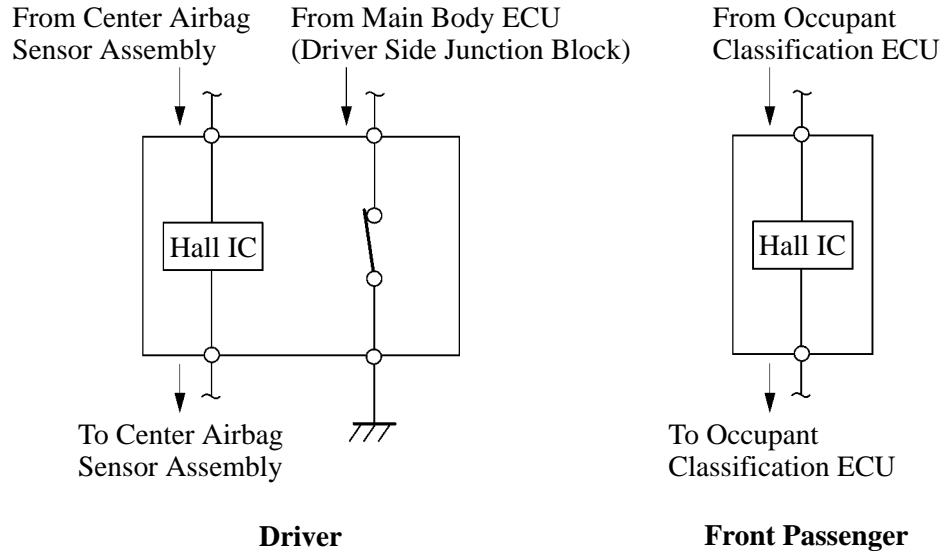 From Center Airbag
Sensor Assembly
From Main Body ECU
(Driver Side Junction Block)
From Occupant
Classification ECU
Hall IC
Hall IC
To Center Airbag
Sensor Assembly
To Occupant
Classification ECU
Driver
Front Passenger